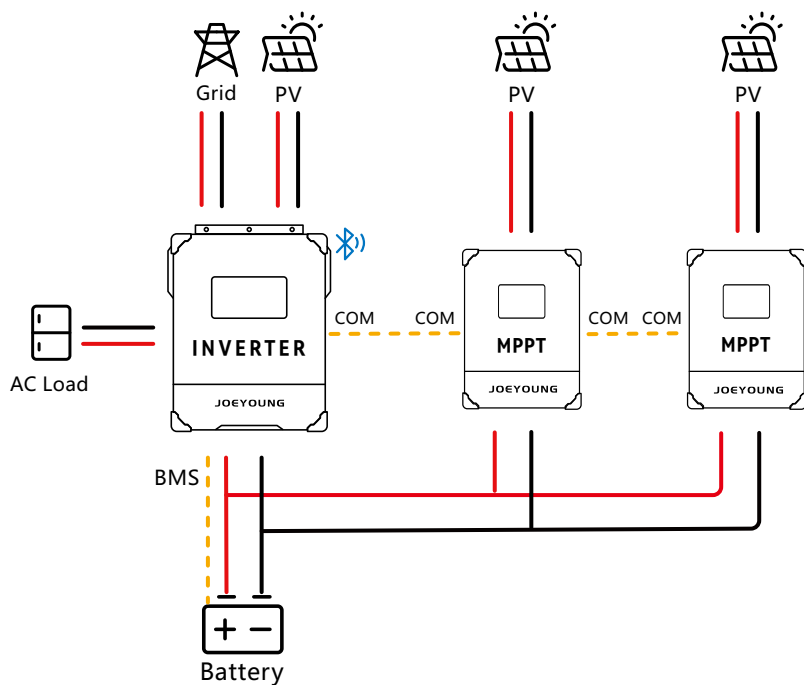 Grid
PV
PV
PV
COM
COM
COM
COM
INVERTER
MPPT
MPPT
AC Load
JOEYOUNG
JOEYOUNG
JOEYOUNG
BMS
+ −
Battery